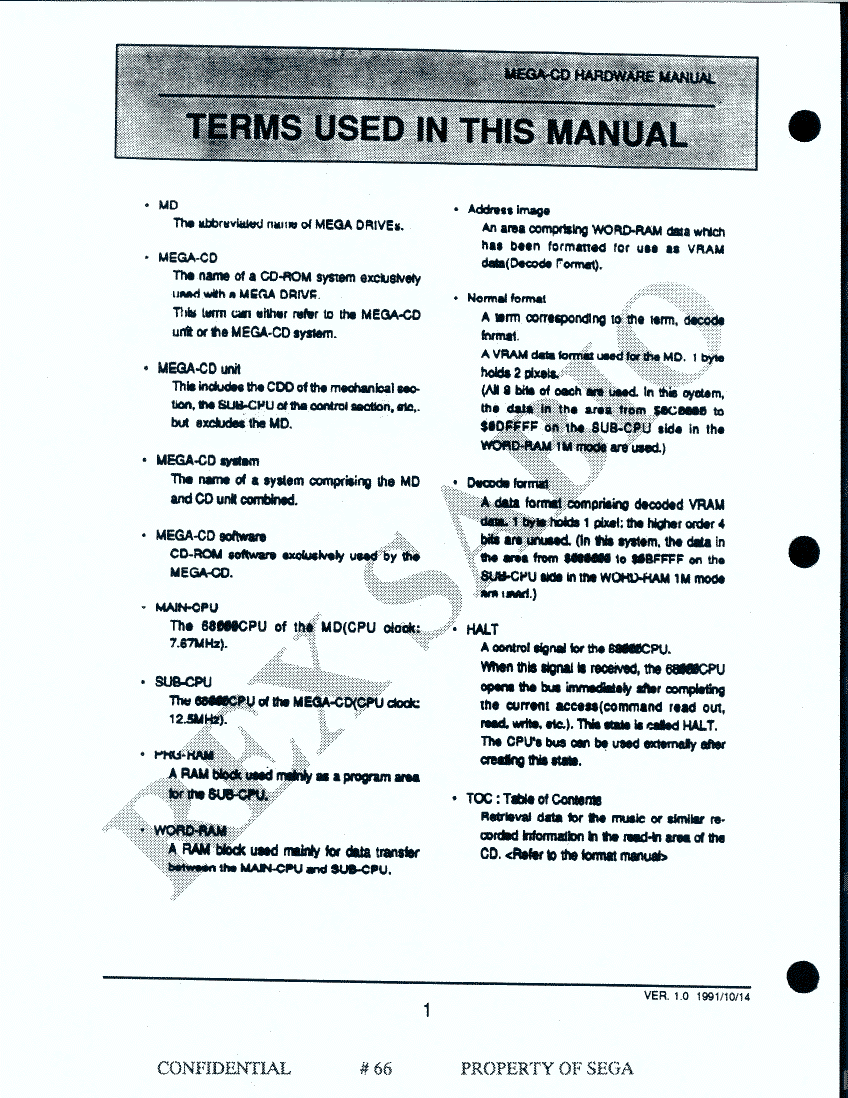 MEGA-CD HARDWARE MANUAL
TERMS USED IN THIS MANUAL
• MD
The abbreviated name of MEGA DRIVEs.
• MEGA-CD
The name of a CD-ROM system exclusively
used with a MEGA DRIVE.
This term can either refer to the MEGA-CD
unit or the MEGA-CD system.
• MEGA-CD unit
This includes the CDD of the mechanical sec-
tion, the SUB-CPU of the control section, etc,.
but excludes the MD.
• MEGA-CD system
The name of a system comprising the MD
and CD unit combined.
• MEGA-CD software
CD-ROM software exclusively used by the
MEGA-CD.
• MAIN-CPU
The 68000CPU of the MD(CPU clock:
7.67MHz).
• SUB-CPU
The 68000CPU of the MEGA-CD(CPU clock:
12.5MHz).
• PRG-RAM
A RAM block used mainly as a program area
for the SUB-CPU.
• WORD-RAM
A RAM block used mainly for data transfer
between the MAIN-CPU and SUB-CPU.
• Address image
An area comprising WORD-RAM data which
has been formatted for use as VRAM
data(Decode Format).
• Normal format
A term corresponding to the term, decode
format.
A VRAM data format used for the MD. 1 byte
holds 2 pixels.
(All 8 bits of each are used. In this system,
the data in the area from to
$0DFFFF on the SUB-CPU side in the
WORD-RAM 1M mode are used.)
• Decode format
A data format comprising decoded VRAM
data. 1 byte holds 1 pixel: the higher order 4
bits are unused. (In this system, the data in
the area from to $0BFFFF on the
SUB-CPU side in the WORD-RAM 1M mode
are used.)
• HALT
A control signal for the 68000CPU.
When this signal is received, the 68000CPU
opens the bus immediately after completing
the current access(command read out,
read, write, etc.). This state is called HALT.
The CPU's bus can be used externally after
creating this state.
• TOC : Table of Contents
Retrieval data for the music or similar re-
corded information in the read-in area of the
CD. <Refer to the format manual>
REX SABIO
VER. 1.0 1991/10/14
1
CONFIDENTIAL # 66 PROPERTY OF SEGA